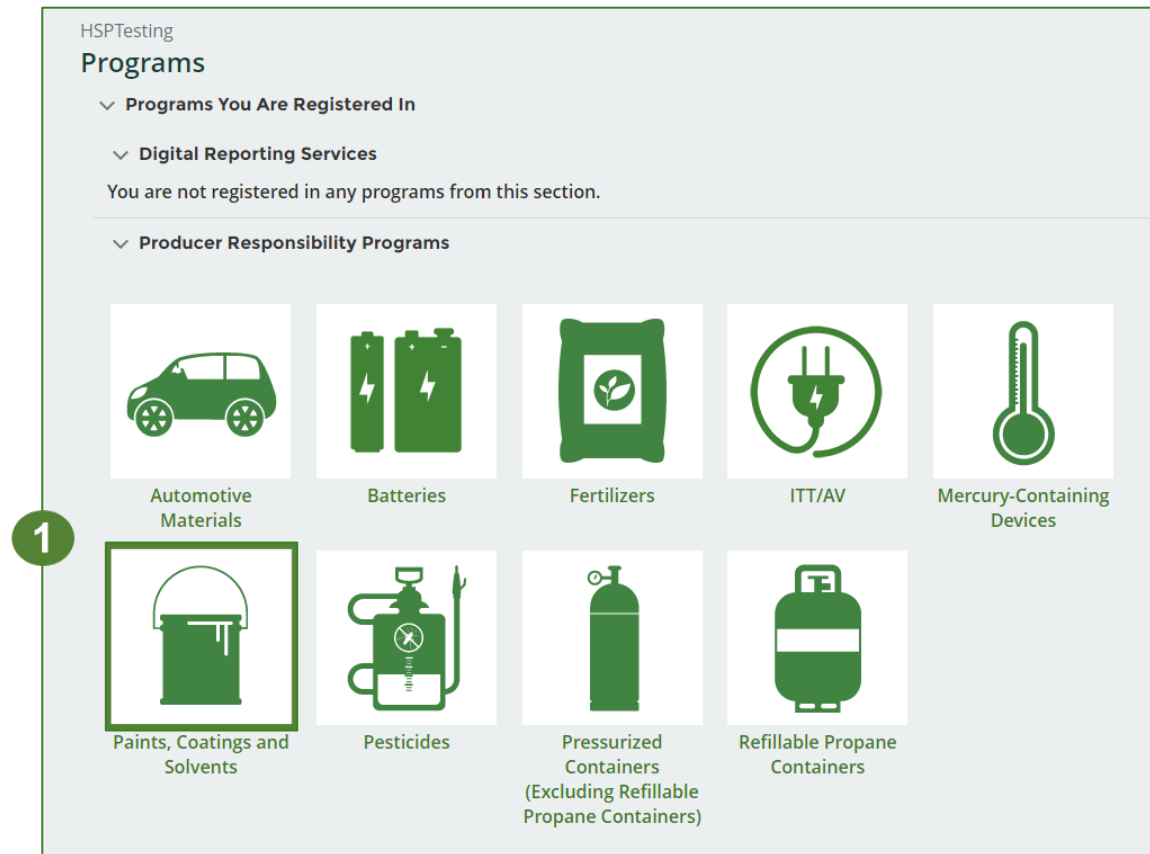 HSPTesting
Programs
Programs You Are Registered In
Digital Reporting Services
You are not registered in any programs from this section.
Producer Responsibility Programs
Automotive
Materials
Batteries
Fertilizers
ITT/AV
Mercury-Containing
Devices
1
Paints, Coatings and
Solvents
Pesticides
Pressurized
Containers
(Excluding Refillable
Propane Containers)
Refillable Propane
Containers